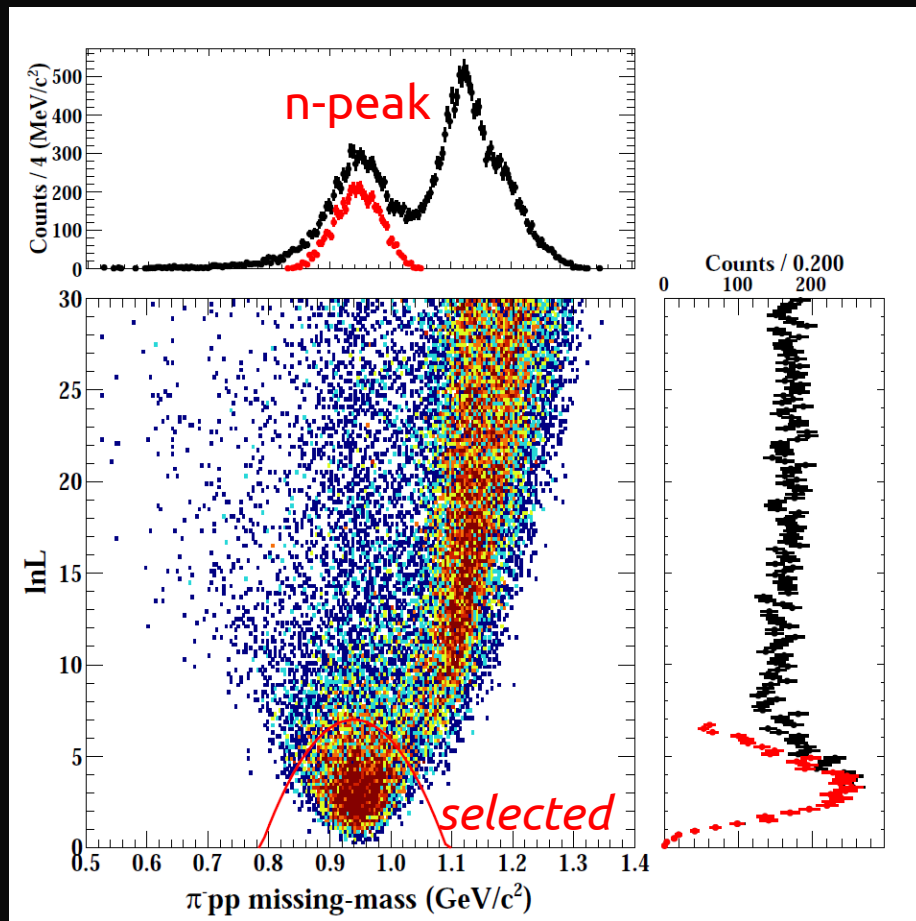 Counts / 4 (MeV/c²)
500
400
300
200
100
0
n-peak
Counts / 0.200
0 100 200
lnL
30
25
20
15
10
5
0
selected
0.5 0.6 0.7 0.8 0.9 1.0 1.1 1.2 1.3 1.4
π⁻pp missing-mass (GeV/c²)